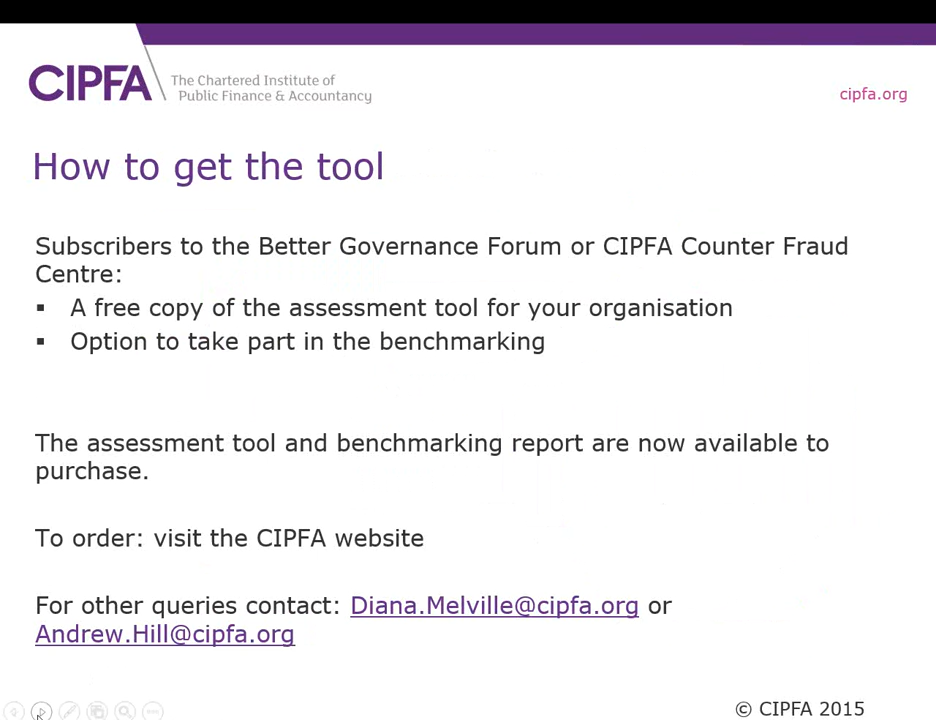 CIPFA
The Chartered Institute of
Public Finance & Accountancy
cipfa.org
How to get the tool
Subscribers to the Better Governance Forum or CIPFA Counter Fraud
Centre:
▪ A free copy of the assessment tool for your organisation
▪ Option to take part in the benchmarking
The assessment tool and benchmarking report are now available to
purchase.
To order: visit the CIPFA website
For other queries contact: Diana.Melville@cipfa.org or
Andrew.Hill@cipfa.org
© CIPFA 2015